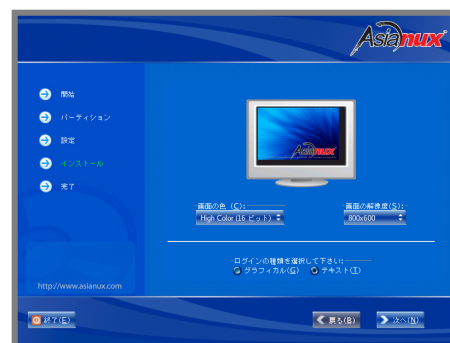 Asianux
開始
パーティション
設定
インストール
完了
Asianux
画面の色 (C):
画面の解像度(S):
High Color (16 ビット)
800x600
ログインの種類を選択して下さい:
グラフィカル(G) テキスト(T)
http://www.asianux.com
終了(E)
戻る(B)
次へ(N)